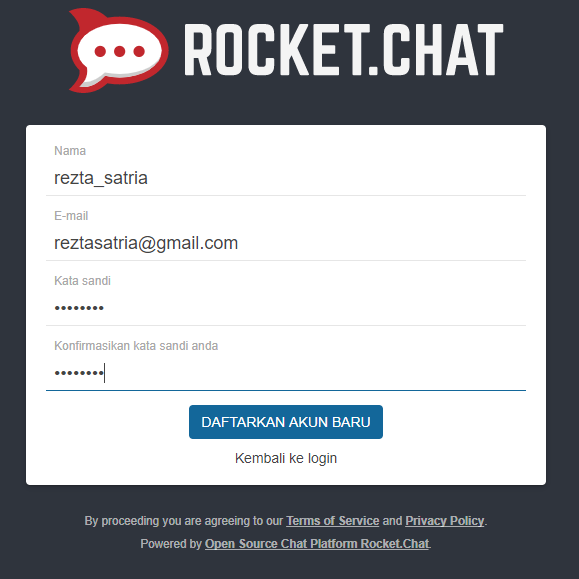 ROCKET.CHAT
Nama
rezta_satria
E-mail
reztasatria@gmail.com
Kata sandi
••••••••
Konfirmasikan kata sandi anda
••••••••
DAFTARKAN AKUN BARU
Kembali ke login
By proceeding you are agreeing to our Terms of Service and Privacy Policy.
Powered by Open Source Chat Platform Rocket.Chat.